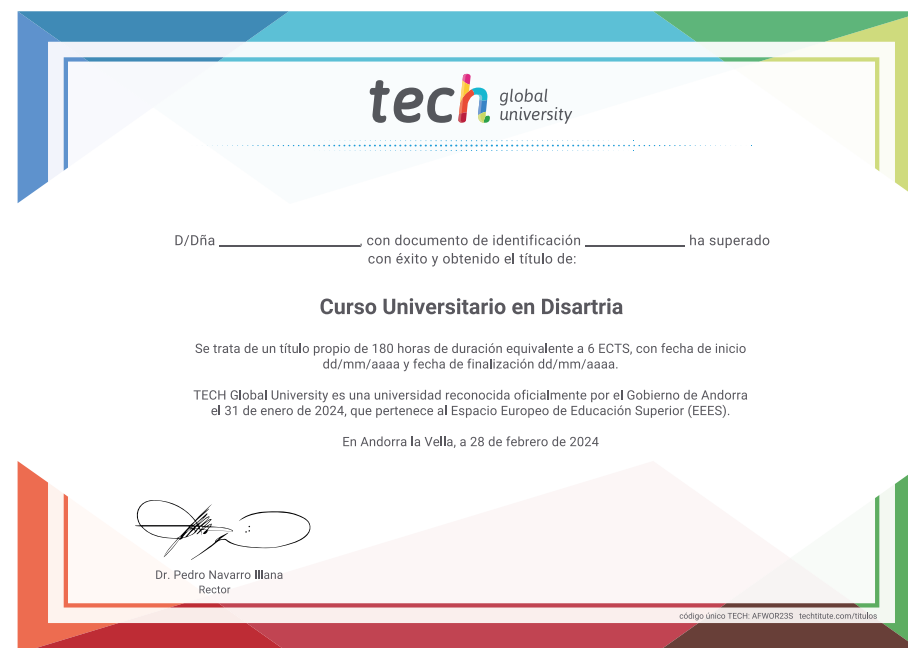 tech global university
D/Dña ____________________, con documento de identificación ______________ ha superado
con éxito y obtenido el título de:
Curso Universitario en Disartria
Se trata de un título propio de 180 horas de duración equivalente a 6 ECTS, con fecha de inicio
dd/mm/aaaa y fecha de finalización dd/mm/aaaa.
TECH Global University es una universidad reconocida oficialmente por el Gobierno de Andorra
el 31 de enero de 2024, que pertenece al Espacio Europeo de Educación Superior (EEES).
En Andorra la Vella, a 28 de febrero de 2024
Dr. Pedro Navarro Illana
Rector
código único TECH: AFWOR23S techtitute.com/titulos